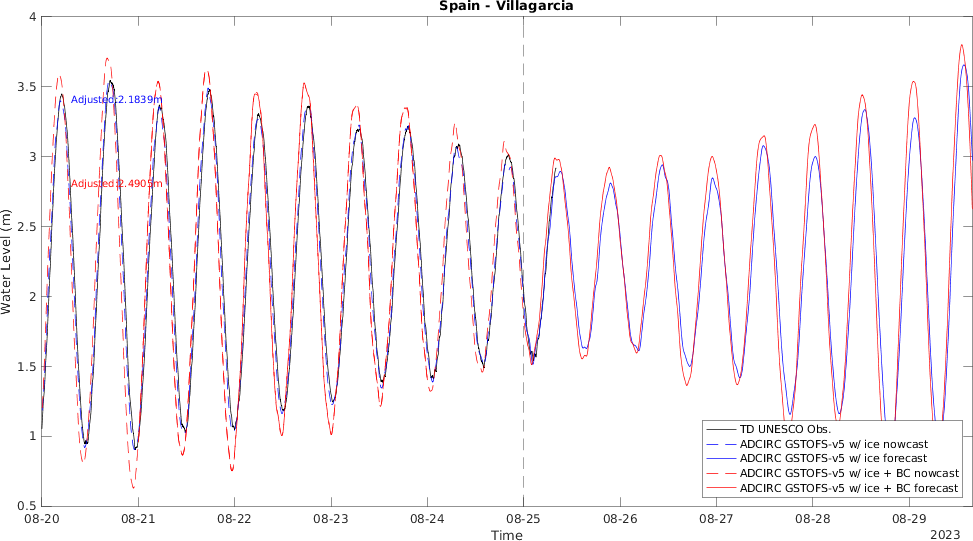 Spain - Villagarcia
4
3.5
3
2.5
2
1.5
1
0.5
Water Level (m)
Adjusted:2.1839m
Adjusted:2.4905m
TD UNESCO Obs.
ADCIRC GSTOFS-v5 w/ ice nowcast
ADCIRC GSTOFS-v5 w/ ice forecast
ADCIRC GSTOFS-v5 w/ ice + BC nowcast
ADCIRC GSTOFS-v5 w/ ice + BC forecast
08-20 08-21 08-22 08-23 08-24 08-25 08-26 08-27 08-28 08-29
Time
2023